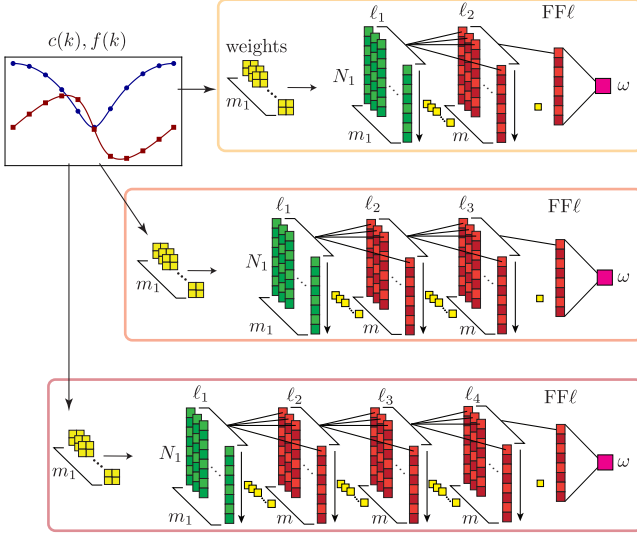 c(k), f(k)
weights
m₁
ℓ₁
ℓ₂
FFℓ
N₁
m₁
m
ω
m₁
ℓ₁
ℓ₂
ℓ₃
FFℓ
N₁
m₁
m
m
ω
m₁
ℓ₁
ℓ₂
ℓ₃
ℓ₄
FFℓ
N₁
m₁
m
m
m
ω